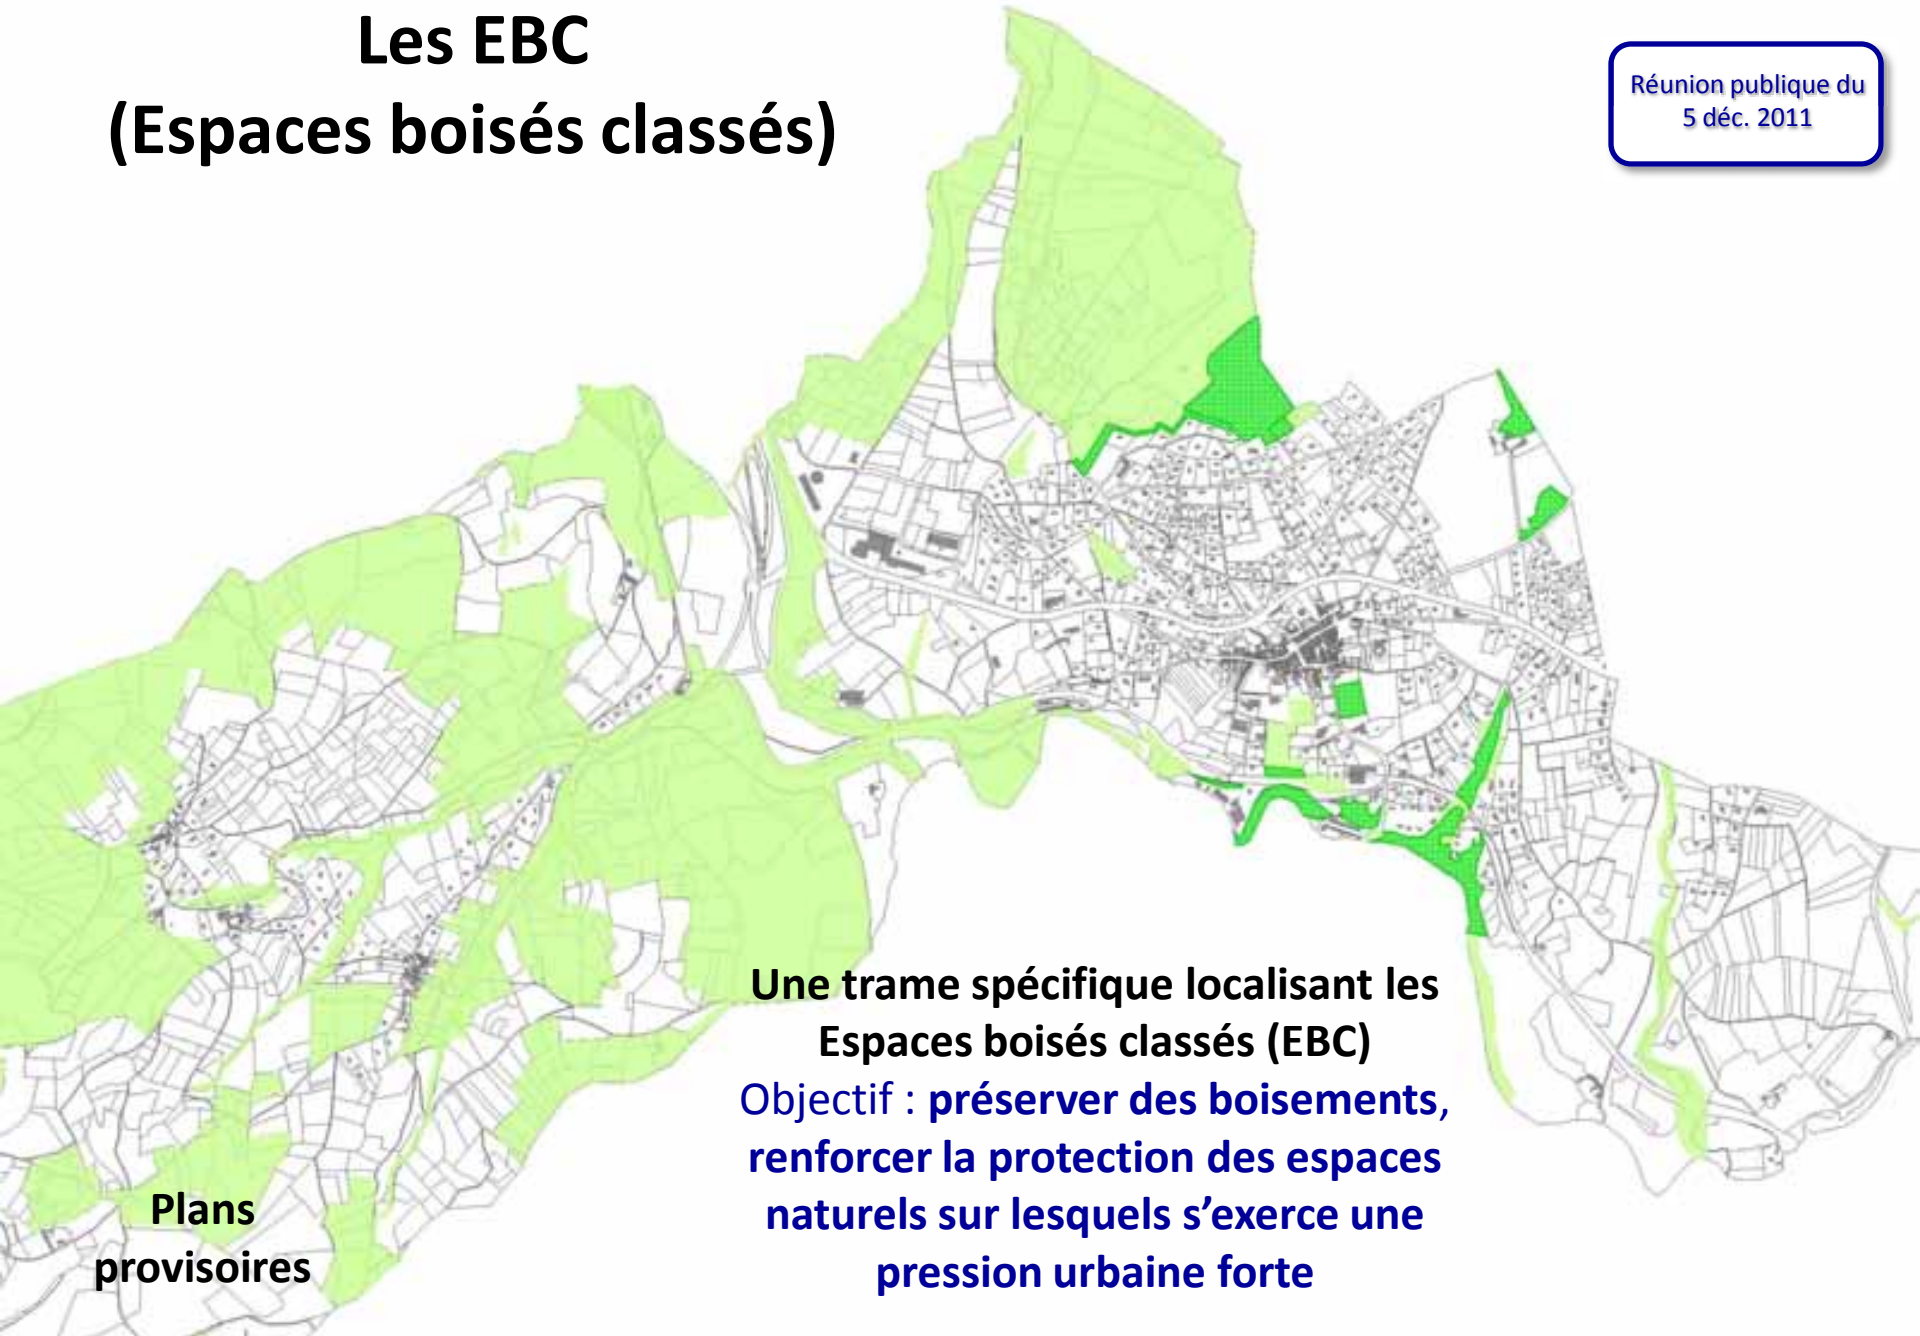 Les EBC
(Espaces boisés classés)
Réunion publique du
5 déc. 2011
Une trame spécifique localisant les
Espaces boisés classés (EBC)
Objectif : préserver des boisements,
renforcer la protection des espaces
naturels sur lesquels s’exerce une
pression urbaine forte
Plans
provisoires